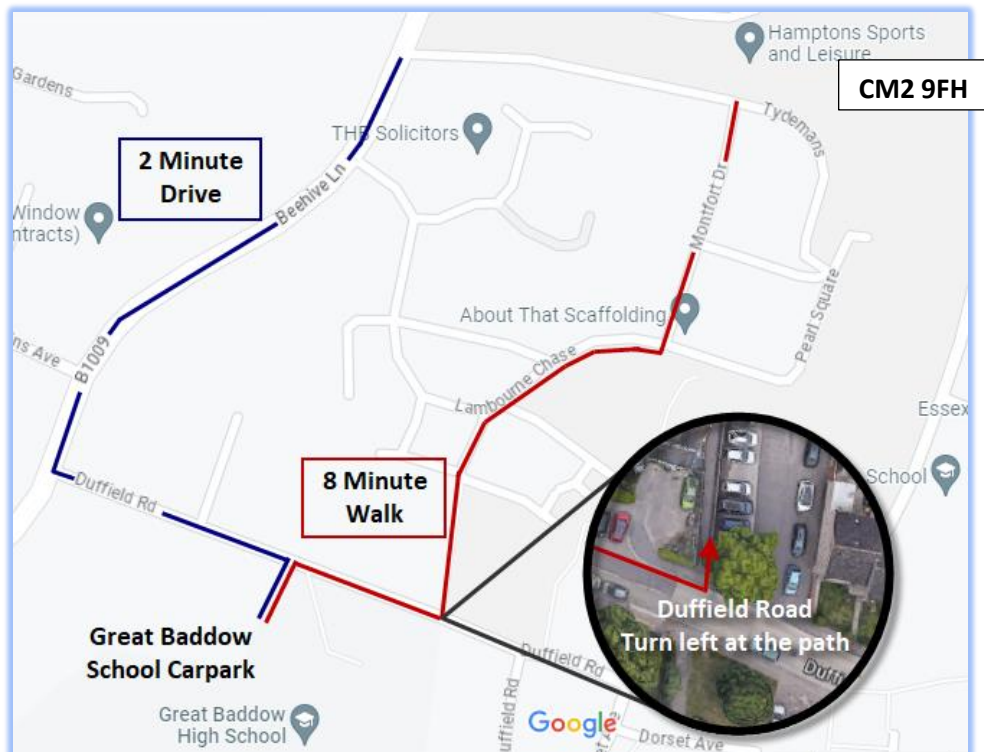 Hamptons Sports
and Leisure
CM2 9FH
Gardens
THB Solicitors
Tydemans
2 Minute
Drive
Beehive Ln
Window
ntracts)
Montfort Dr
About That Scaffolding
Pearl Square
ns Ave
B1009
Lambourne Chase
Essex
School
8 Minute
Walk
Duffield Rd
Great Baddow
School Carpark
Duffield Road
Turn left at the path
Duffi
Duffield Rd
Duffield Rd
Great Baddow
High School
Google
et Ave
Dorset Ave